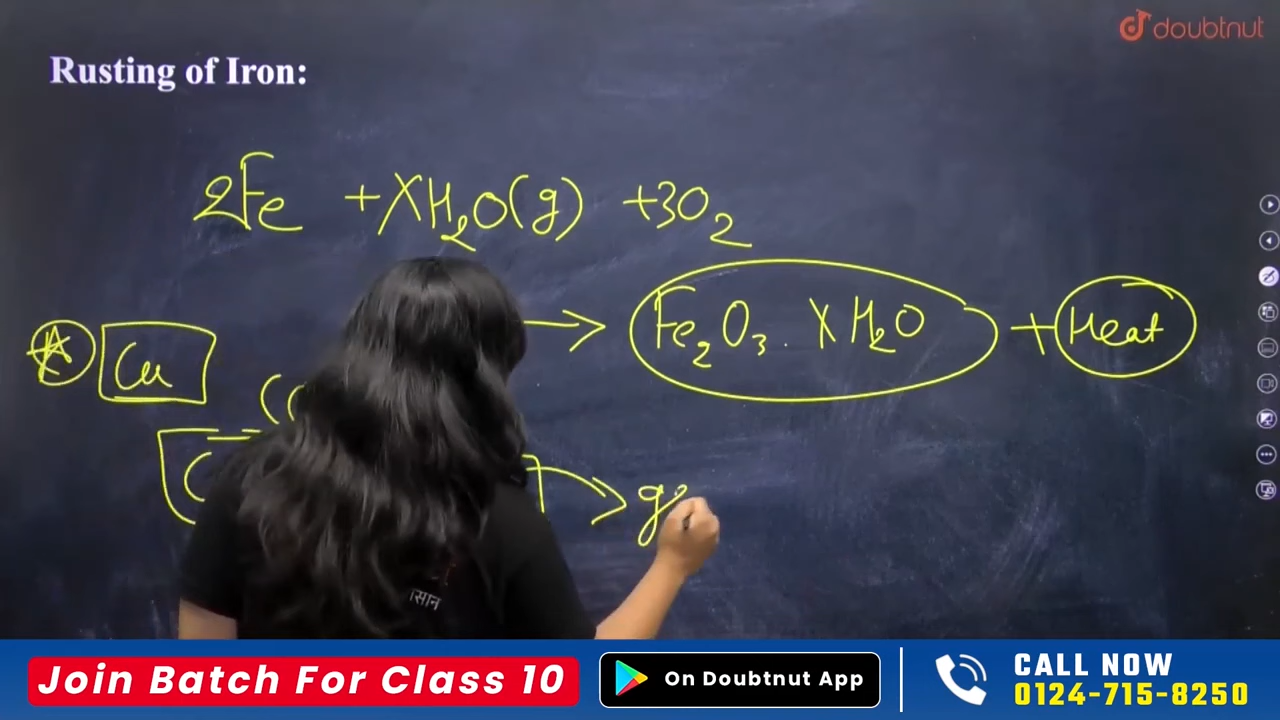 doubtnut
Rusting of Iron:
2Fe + XH2O(g) + 3O2
→ Fe2O3. XH2O + Heat
Cu
सान
Join Batch For Class 10
On Doubtnut App
CALL NOW
0124-715-8250